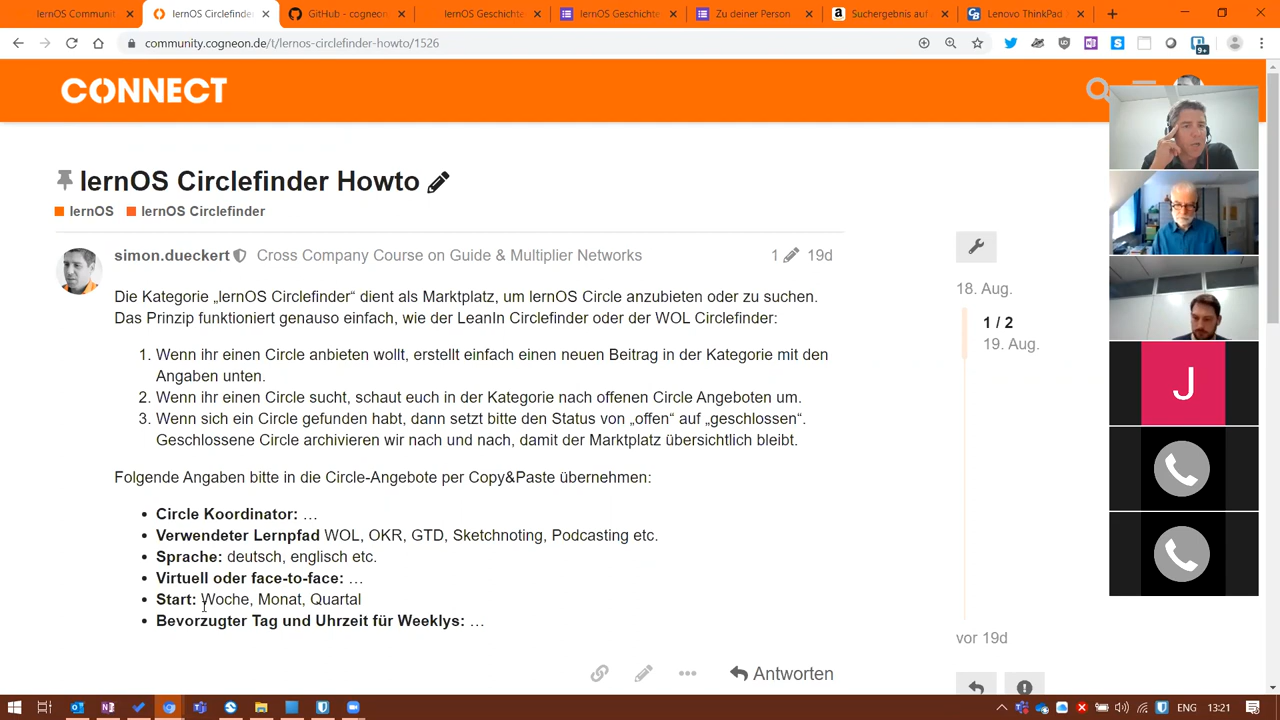 lernOS Communit
lernOS Circlefinder
GitHub - cogneon
lernOS Geschichte
lernOS Geschichte
Zu deiner Person
Suchergebnis auf
Lenovo ThinkPad
community.cogneon.de/t/lernos-circlefinder-howto/1526
9+
CONNECT
lernOS Circlefinder Howto
lernOS lernOS Circlefinder
simon.dueckert Cross Company Course on Guide & Multiplier Networks 1 19d
Die Kategorie „lernOS Circlefinder“ dient als Marktplatz, um lernOS Circle anzubieten oder zu suchen.
Das Prinzip funktioniert genauso einfach, wie der LeanIn Circlefinder oder der WOL Circlefinder:
1. Wenn ihr einen Circle anbieten wollt, erstellt einfach einen neuen Beitrag in der Kategorie mit den
Angaben unten.
2. Wenn ihr einen Circle sucht, schaut euch in der Kategorie nach offenen Circle Angeboten um.
3. Wenn sich ein Circle gefunden habt, dann setzt bitte den Status von „offen“ auf „geschlossen“.
Geschlossene Circle archivieren wir nach und nach, damit der Marktplatz übersichtlich bleibt.
Folgende Angaben bitte in die Circle-Angebote per Copy&Paste übernehmen:
• Circle Koordinator: …
• Verwendeter Lernpfad WOL, OKR, GTD, Sketchnoting, Podcasting etc.
• Sprache: deutsch, englisch etc.
• Virtuell oder face-to-face: …
• Start: Woche, Monat, Quartal
• Bevorzugter Tag und Uhrzeit für Weeklys: …
Antworten
18. Aug.
1 / 2
19. Aug.
vor 19d
J
ENG 13:21